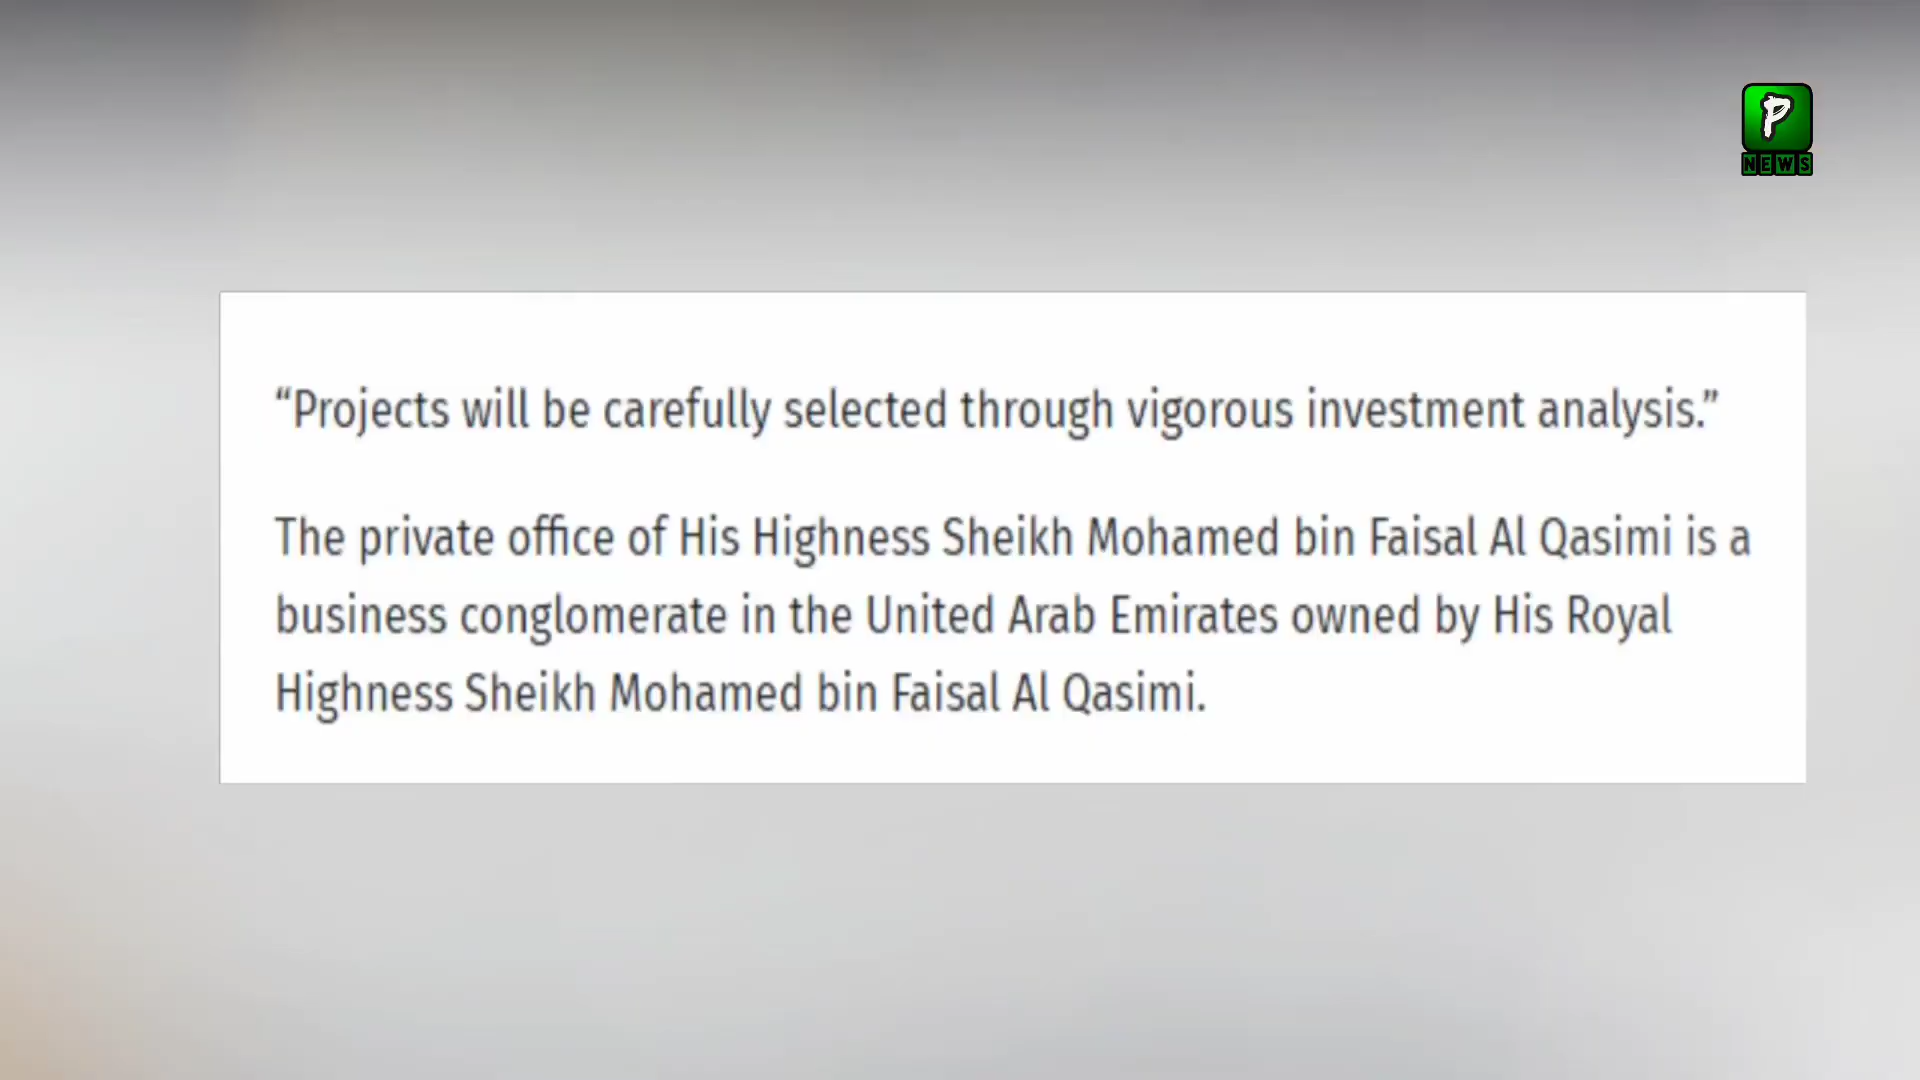 P
NEWS
“Projects will be carefully selected through vigorous investment analysis.”
The private office of His Highness Sheikh Mohamed bin Faisal Al Qasimi is a
business conglomerate in the United Arab Emirates owned by His Royal
Highness Sheikh Mohamed bin Faisal Al Qasimi.